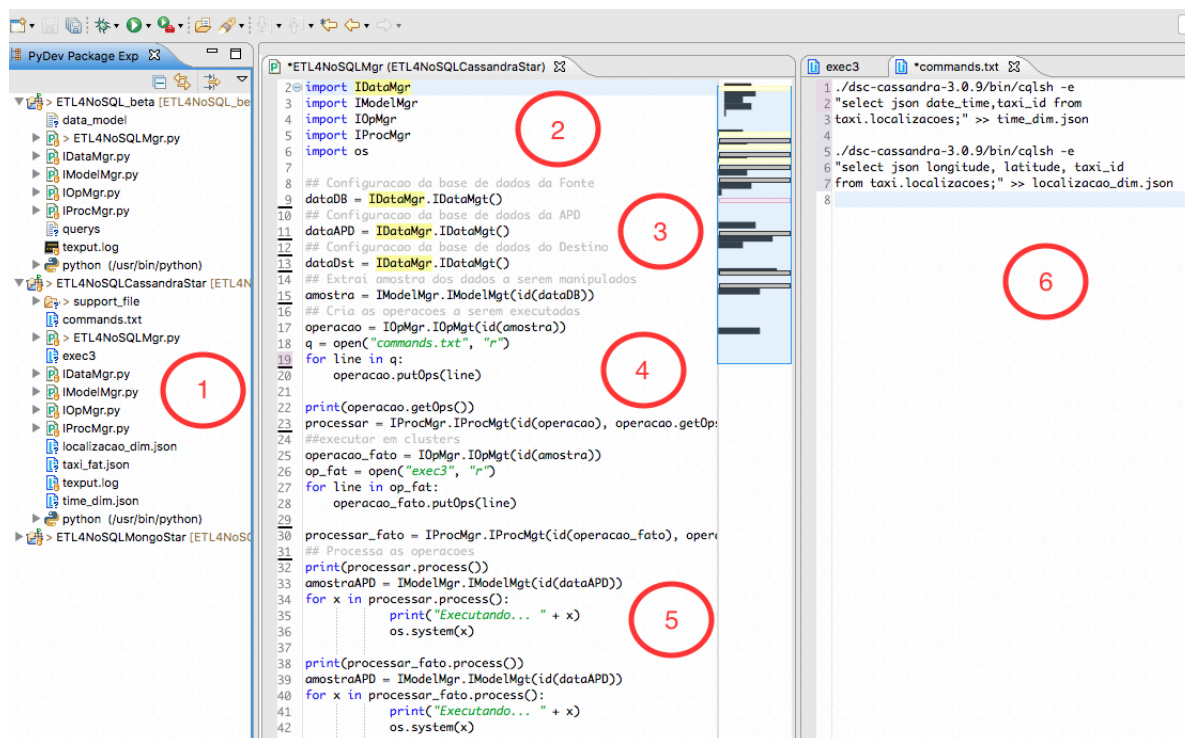 PyDev Package Exp
ETL4NoSQL_beta [ETL4NoSQL_be
data_model
> ETL4NoSQLMgr.py
IDataMgr.py
IModelMgr.py
IOpMgr.py
IProcMgr.py
querys
texput.log
python (/usr/bin/python)
> ETL4NoSQLCassandraStar [ETL4N
> support_file
commands.txt
> ETL4NoSQLMgr.py
exec3
IDataMgr.py
IModelMgr.py
IOpMgr.py
IProcMgr.py
localizacao_dim.json
taxi_fat.json
texput.log
time_dim.json
python (/usr/bin/python)
> ETL4NoSQLMongoStar [ETL4NoSQ
1
*ETL4NoSQLMgr (ETL4NoSQLCassandraStar)
2 import IDataMgr
3 import IModelMgr
4 import IOpMgr
5 import IProcMgr
6 import os
7
8 ## Configuracao da base de dados da Fonte
9 dataDB = IDataMgr.IDataMgt()
10 ## Configuracao da base de dados da APD
11 dataAPD = IDataMgr.IDataMgt()
12 ## Configuracao da base de dados do Destino
13 dataDst = IDataMgr.IDataMgt()
14 ## Extrai amostra dos dados a serem manipulados
15 amostra = IModelMgr.IModelMgt(id(dataDB))
16 ## Cria as operacoes a serem executadas
17 operacao = IOpMgr.IOpMgt(id(amostra))
18 q = open("commands.txt", "r")
19 for line in q:
20 operacao.putOps(line)
21
22 print(operacao.getOps())
23 processar = IProcMgr.IProcMgt(id(operacao), operacao.getOps
24 ##executar em clusters
25 operacao_fato = IOpMgr.IOpMgt(id(amostra))
26 op_fat = open("exec3", "r")
27 for line in op_fat:
28 operacao_fato.putOps(line)
29
30 processar_fato = IProcMgr.IProcMgt(id(operacao_fato), opera
31 ## Processa as operacoes
32 print(processar.process())
33 amostraAPD = IModelMgr.IModelMgt(id(dataAPD))
34 for x in processar.process():
35 print("Executando... " + x)
36 os.system(x)
37
38 print(processar_fato.process())
39 amostraAPD = IModelMgr.IModelMgt(id(dataAPD))
40 for x in processar_fato.process():
41 print("Executando... " + x)
42 os.system(x)
2
3
4
5
exec3
*commands.txt
1 ./dsc-cassandra-3.0.9/bin/cqlsh -e
2 "select json date_time,taxi_id from
3 taxi.localizacoes;" >> time_dim.json
4
5 ./dsc-cassandra-3.0.9/bin/cqlsh -e
6 "select json longitude, latitude, taxi_id
7 from taxi.localizacoes;" >> localizacao_dim.json
8
6